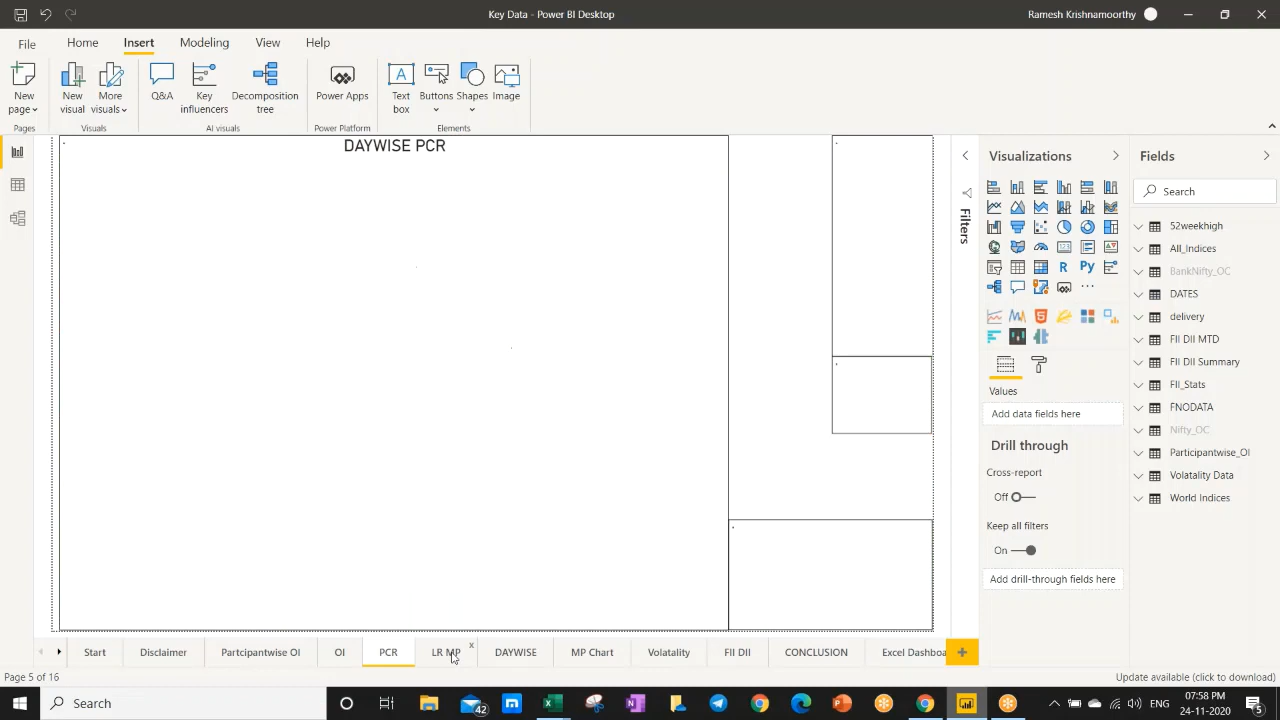 Key Data - Power BI Desktop
Ramesh Krishnamoorthy
File
Home
Insert
Modeling
View
Help
New
page
New
visual
More
visuals
Q&A
Key
influencers
Decomposition
tree
Power Apps
Text
box
Buttons
Shapes
Image
Pages
Visuals
AI visuals
Power Platform
Elements
DAYWISE PCR
Filters
Visualizations
R
Py
Values
Add data fields here
Drill through
Cross-report
Off
Keep all filters
On
Add drill-through fields here
Fields
Search
52weekhigh
All_Indices
BankNifty_OC
DATES
delivery
FII DII MTD
FII DII Summary
FII_Stats
FNODATA
Nifty_OC
Participantwise_OI
Volatality Data
World Indices
Start
Disclaimer
Partcipantwise OI
OI
PCR
LR MP
DAYWISE
MP Chart
Volatality
FII DII
CONCLUSION
Excel Dashboa
Page 5 of 16
Update available (click to download)
Search
42
ENG
07:58 PM
24-11-2020
5